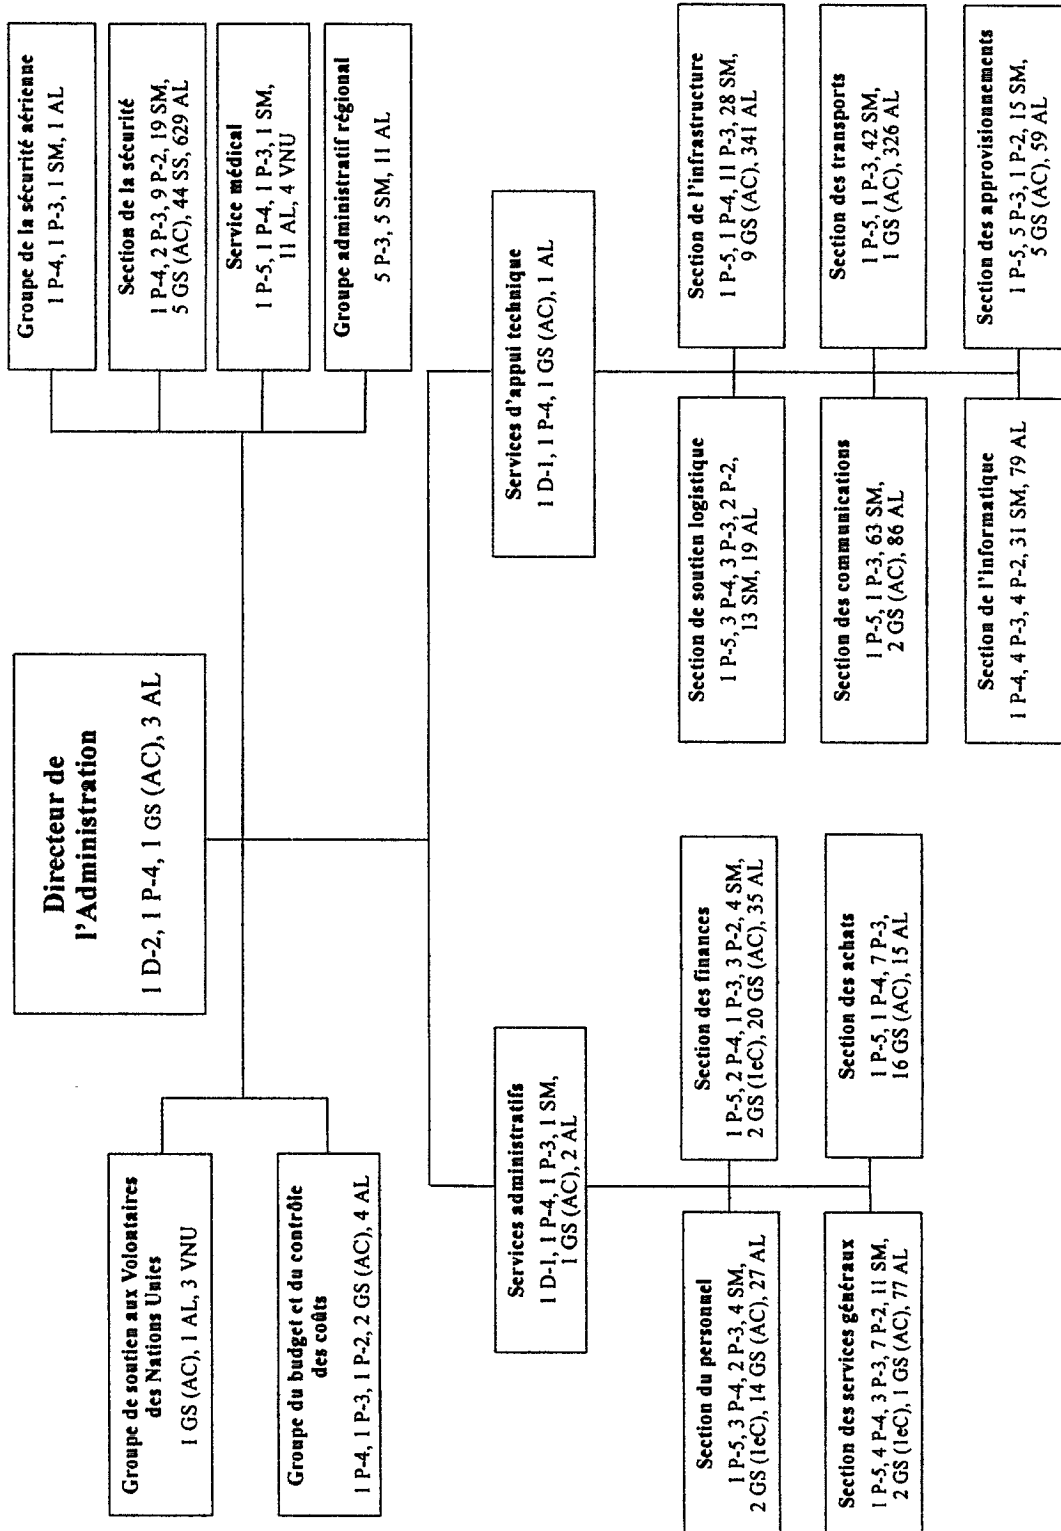 Directeur de
l'Administration
1 D-2, 1 P-4, 1 GS (AC), 3 AL
Groupe de soutien aux Volontaires
des Nations Unies
1 GS (AC), 1 AL, 3 VNU
Groupe du budget et du contrôle
des coûts
1 P-4, 1 P-3, 1 P-2, 2 GS (AC), 4 AL
Groupe de la sécurité aérienne
1 P-4, 1 P-3, 1 SM, 1 AL
Section de la sécurité
1 P-4, 2 P-3, 9 P-2, 19 SM,
5 GS (AC), 44 SS, 629 AL
Service médical
1 P-5, 1 P-4, 1 P-3, 1 SM,
11 AL, 4 VNU
Groupe administratif régional
5 P-3, 5 SM, 11 AL
Services administratifs
1 D-1, 1 P-4, 1 P-3, 1 SM,
1 GS (AC), 2 AL
Services d'appui technique
1 D-1, 1 P-4, 1 GS (AC), 1 AL
Section du personnel
1 P-5, 3 P-4, 2 P-3, 4 SM,
2 GS (1eC), 14 GS (AC), 27 AL
Section des finances
1 P-5, 2 P-4, 1 P-3, 3 P-2, 4 SM,
2 GS (1eC), 20 GS (AC), 35 AL
Section des services généraux
1 P-5, 4 P-4, 3 P-3, 7 P-2, 11 SM,
2 GS (1eC), 1 GS (AC), 77 AL
Section des achats
1 P-5, 1 P-4, 7 P-3,
16 GS (AC), 15 AL
Section de soutien logistique
1 P-5, 3 P-4, 3 P-3, 2 P-2,
13 SM, 19 AL
Section de l'infrastructure
1 P-5, 1 P-4, 11 P-3, 28 SM,
9 GS (AC), 341 AL
Section des communications
1 P-5, 1 P-3, 63 SM,
2 GS (AC), 86 AL
Section des transports
1 P-5, 1 P-3, 42 SM,
1 GS (AC), 326 AL
Section de l'informatique
1 P-4, 4 P-3, 4 P-2, 31 SM, 79 AL
Section des approvisionnements
1 P-5, 5 P-3, 1 P-2, 15 SM,
5 GS (AC), 59 AL